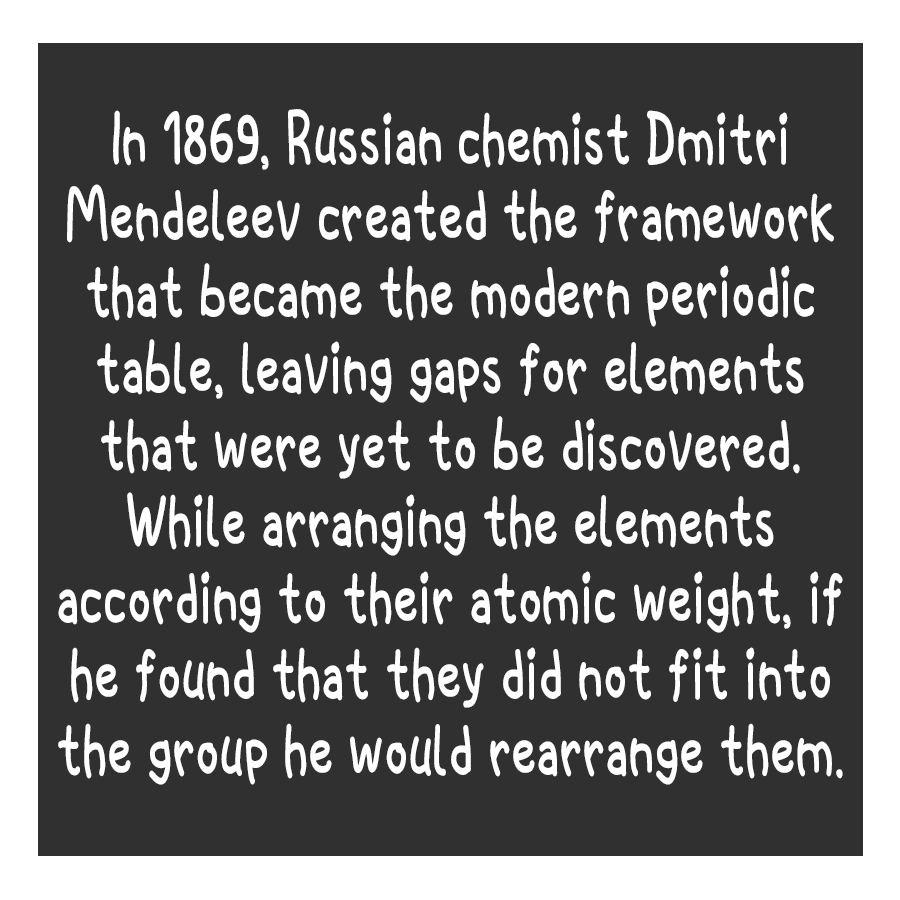 In 1869, Russian chemist Dmitri
Mendeleev created the framework
that became the modern periodic
table, leaving gaps for elements
that were yet to be discovered.
While arranging the elements
according to their atomic weight, if
he found that they did not fit into
the group he would rearrange them.